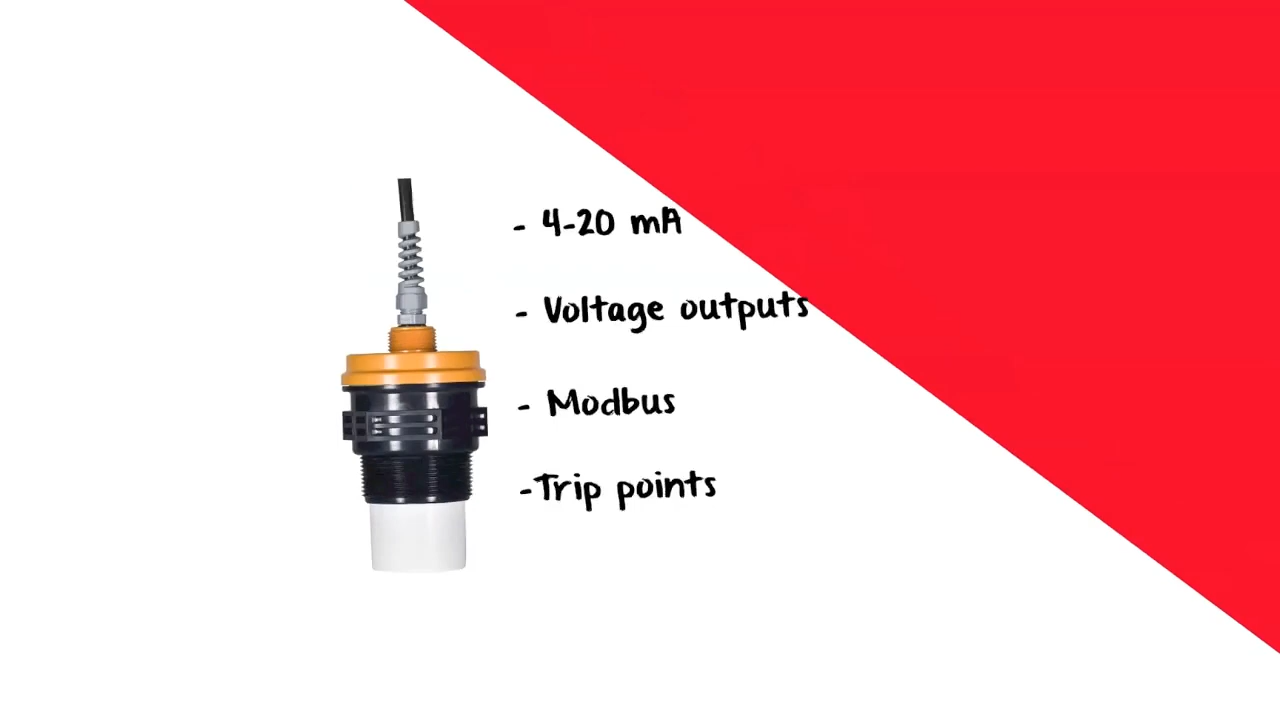 - 4-20 mA
- Voltage outputs
- Modbus
-Trip points